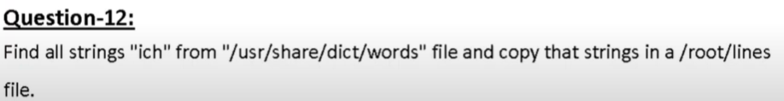 Question-12:
Find all strings "ich" from "/usr/share/dict/words" file and copy that strings in a /root/lines
file.